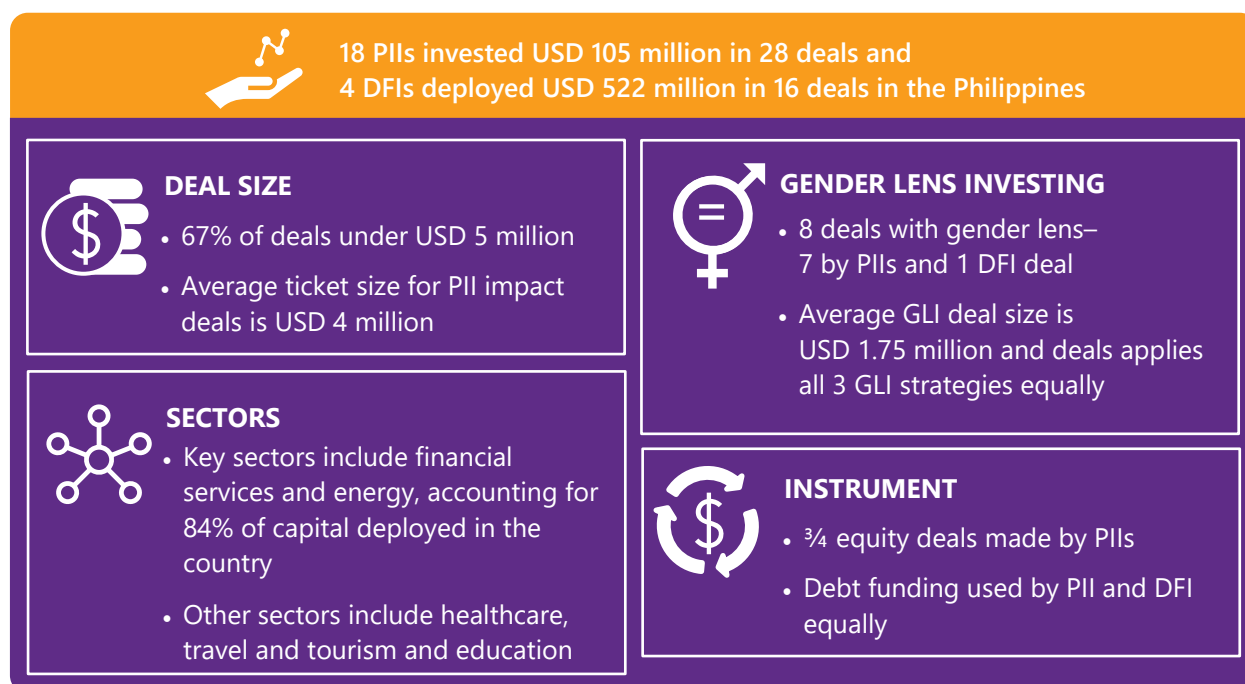 18 PIIs invested USD 105 million in 28 deals and
4 DFIs deployed USD 522 million in 16 deals in the Philippines
DEAL SIZE
• 67% of deals under USD 5 million
• Average ticket size for PII impact
deals is USD 4 million
SECTORS
• Key sectors include financial
services and energy, accounting for
84% of capital deployed in the
country
• Other sectors include healthcare,
travel and tourism and education
GENDER LENS INVESTING
• 8 deals with gender lens–
7 by PIIs and 1 DFI deal
• Average GLI deal size is
USD 1.75 million and deals applies
all 3 GLI strategies equally
INSTRUMENT
• ¾ equity deals made by PIIs
• Debt funding used by PII and DFI
equally